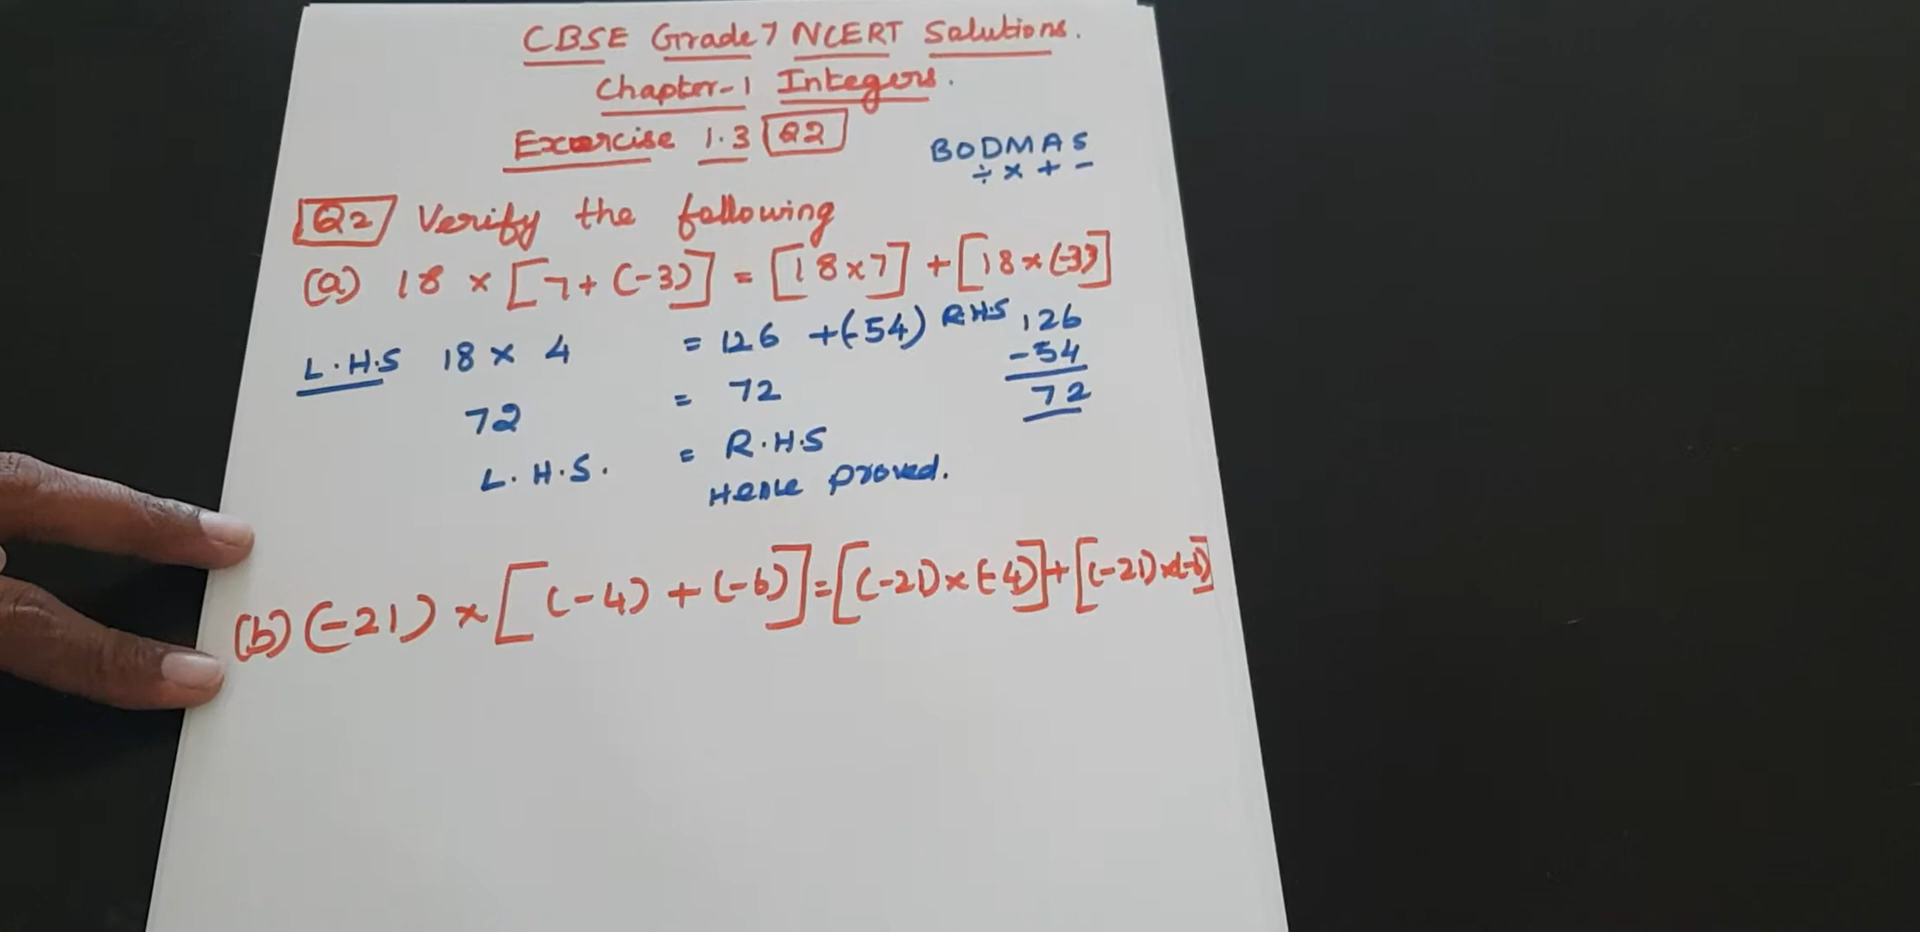 CBSE Grade 7 NCERT Solutions.
Chapter-1 Integers.
Exercise 1.3 Q2
BODMAS
÷ × + -
Q2 Verify the following
(a) 18 × [7 + (-3)] = [18 × 7] + [18 × (-3)]
L.H.S 18 × 4 = 126 + (-54) R.H.S
126
-54
72
72 = 72
L.H.S. = R.H.S
Hence proved.
(b) (-21) × [(-4) + (-6)] = [(-21) × (-4)] + [(-21) × (-6)]